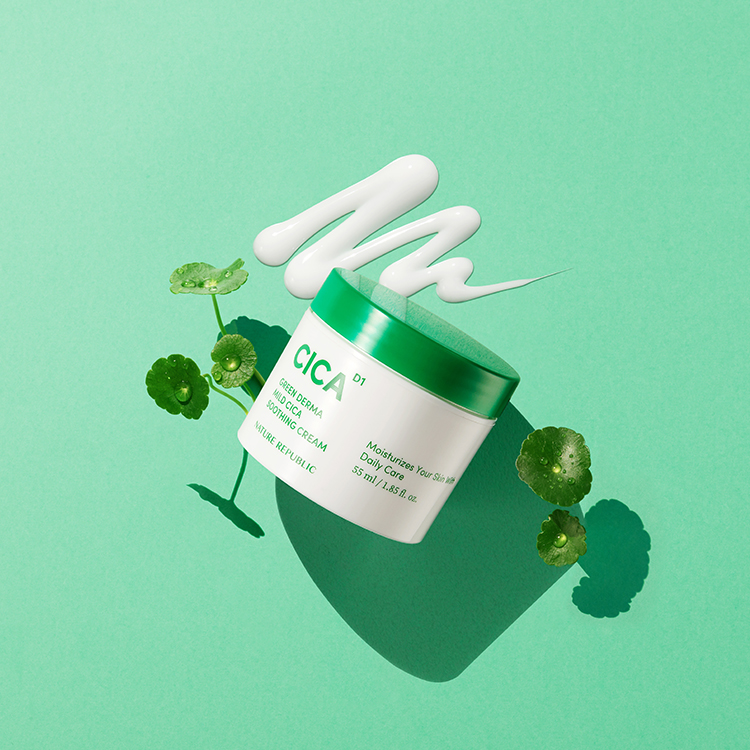 CICA D1
GREEN DERMA
MILD CICA
SOOTHING CREAM
NATURE REPUBLIC
Moisturizes Your Skin With
Daily Care
55 ml / 1.85 fl. oz.